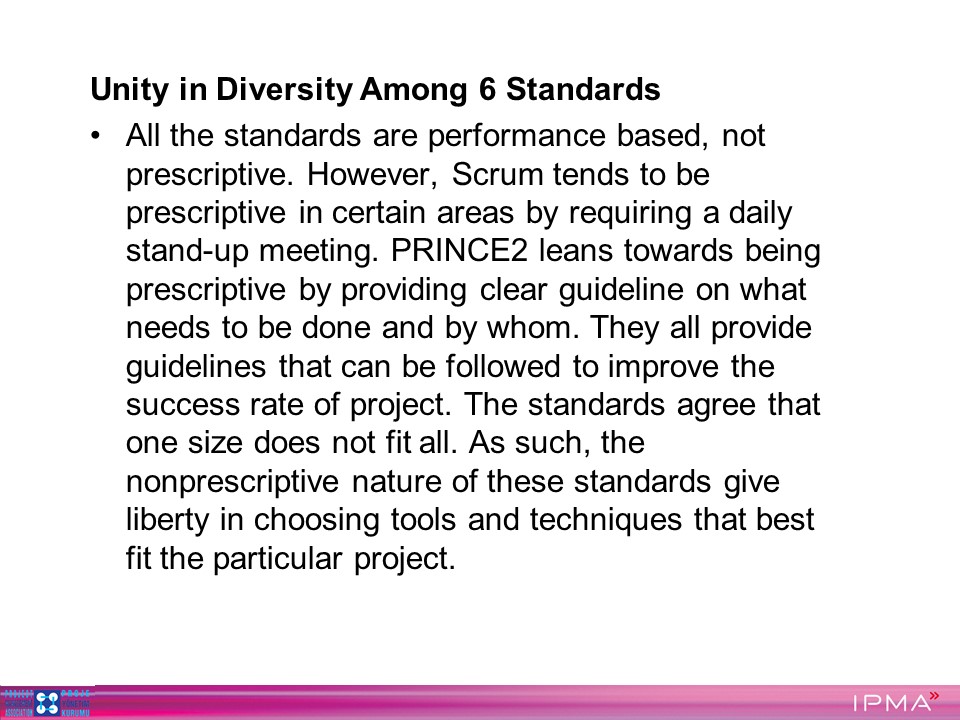 Unity in Diversity Among 6 Standards
• All the standards are performance based, not
prescriptive. However, Scrum tends to be
prescriptive in certain areas by requiring a daily
stand-up meeting. PRINCE2 leans towards being
prescriptive by providing clear guideline on what
needs to be done and by whom. They all provide
guidelines that can be followed to improve the
success rate of project. The standards agree that
one size does not fit all. As such, the
nonprescriptive nature of these standards give
liberty in choosing tools and techniques that best
fit the particular project.
IPMA